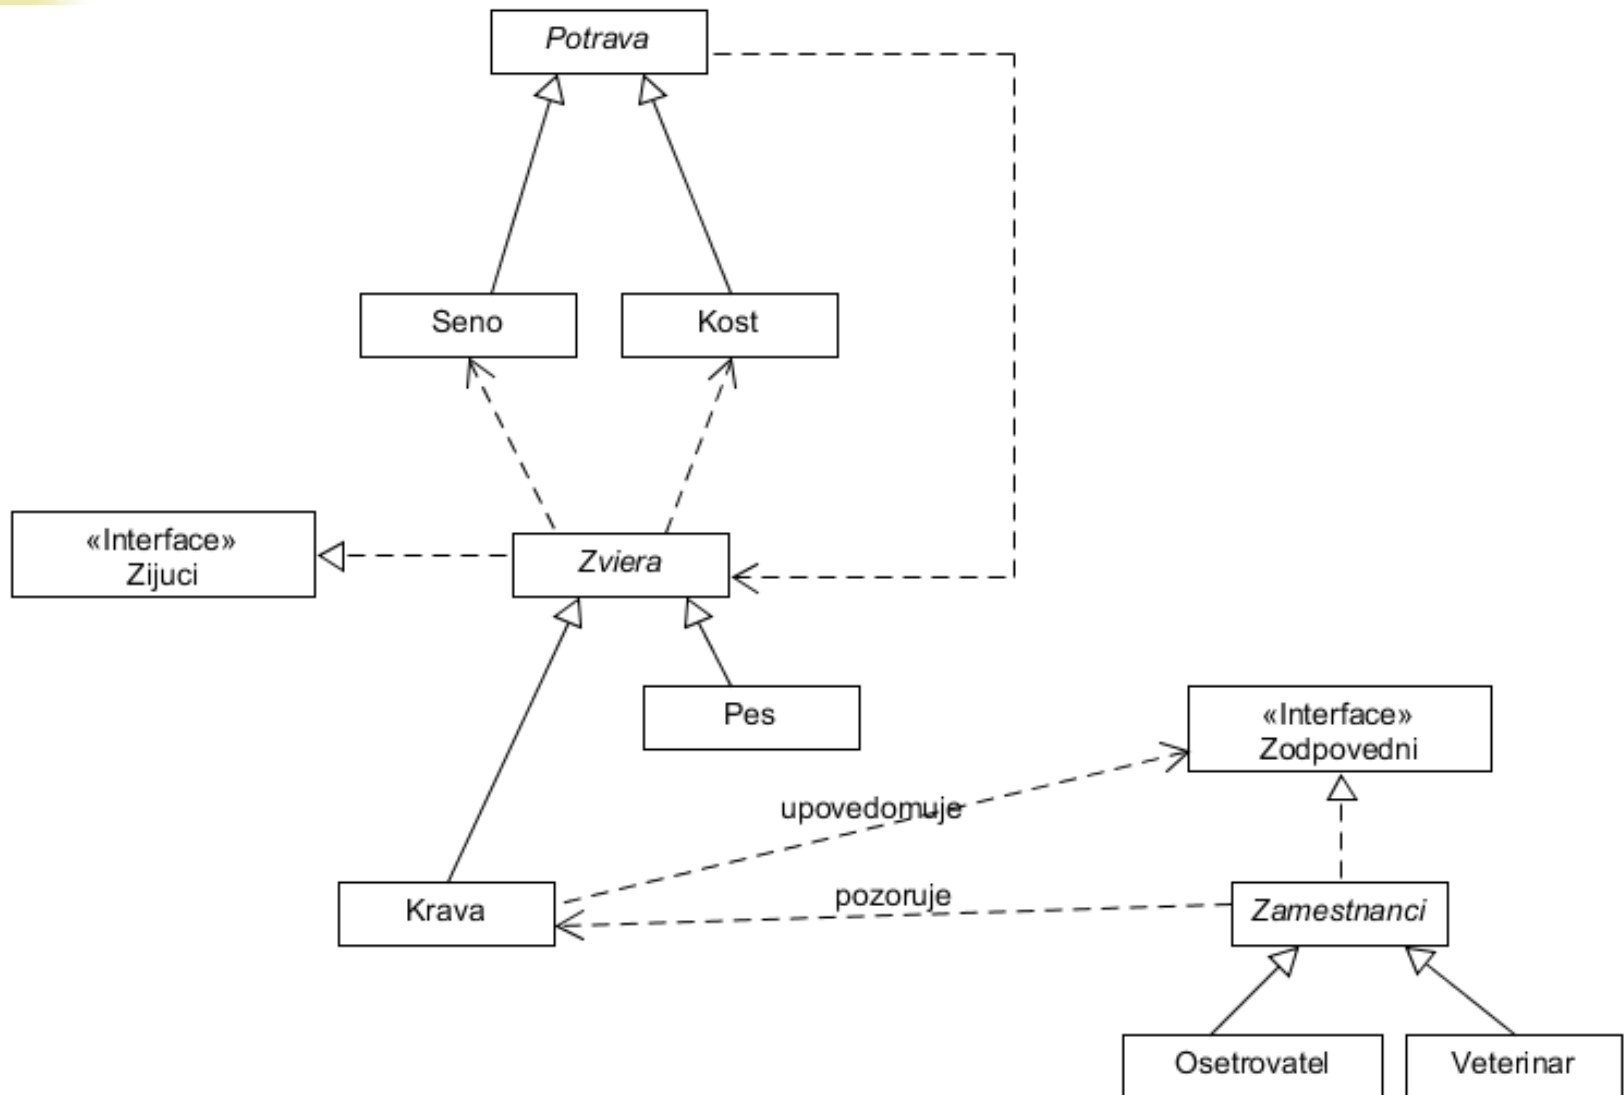 Potrava
Seno
Kost
«Interface»
Zijuci
Zviera
Pes
«Interface»
Zodpovedni
upovedomuje
pozoruje
Krava
Zamestnanci
Osetrovatel
Veterinar